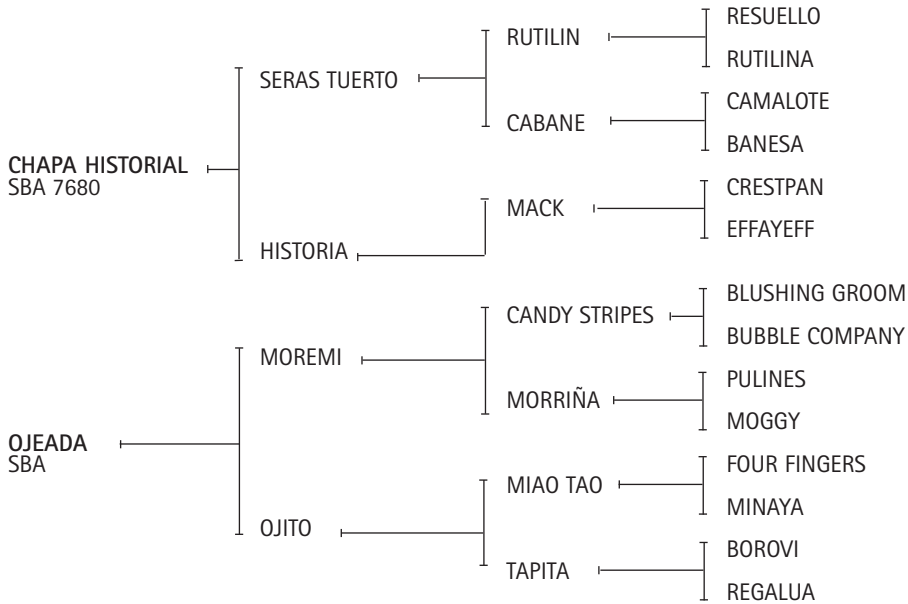 RESUELLO
RUTILIN
RUTILINA
SERAS TUERTO
CAMALOTE
CABANE
BANESA
CHAPA HISTORIAL
SBA 7680
CRESTPAN
MACK
EFFAYEFF
HISTORIA
BLUSHING GROOM
CANDY STRIPES
BUBBLE COMPANY
MOREMI
PULINES
MORRIÑA
MOGGY
OJEADA
SBA
FOUR FINGERS
MIAO TAO
MINAYA
OJITO
BOROVI
TAPITA
REGALUA